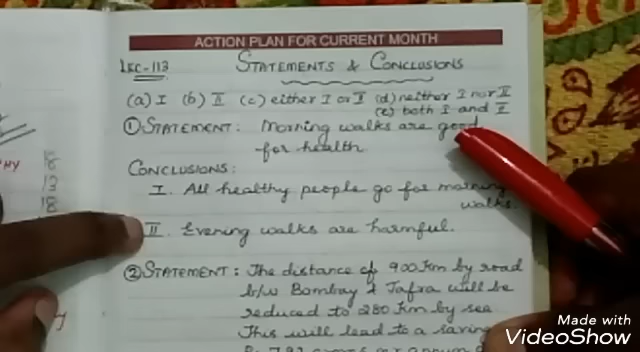 ACTION PLAN FOR CURRENT MONTH
LEC-113 STATEMENTS & CONCLUSIONS
(a) I (b) II (c) either I or II (d) neither I nor II
(e) both I and II
① STATEMENT: Morning walks are good
for health
CONCLUSIONS:
I. All healthy people go for morning
walks.
II. Evening walks are harmful.
② STATEMENT: The distance of 900 Km by road
b/w Bombay & Jafra will be
reduced to 280 Km by sea
This will lead to a saving
18
13
18
Made with
VideoShow